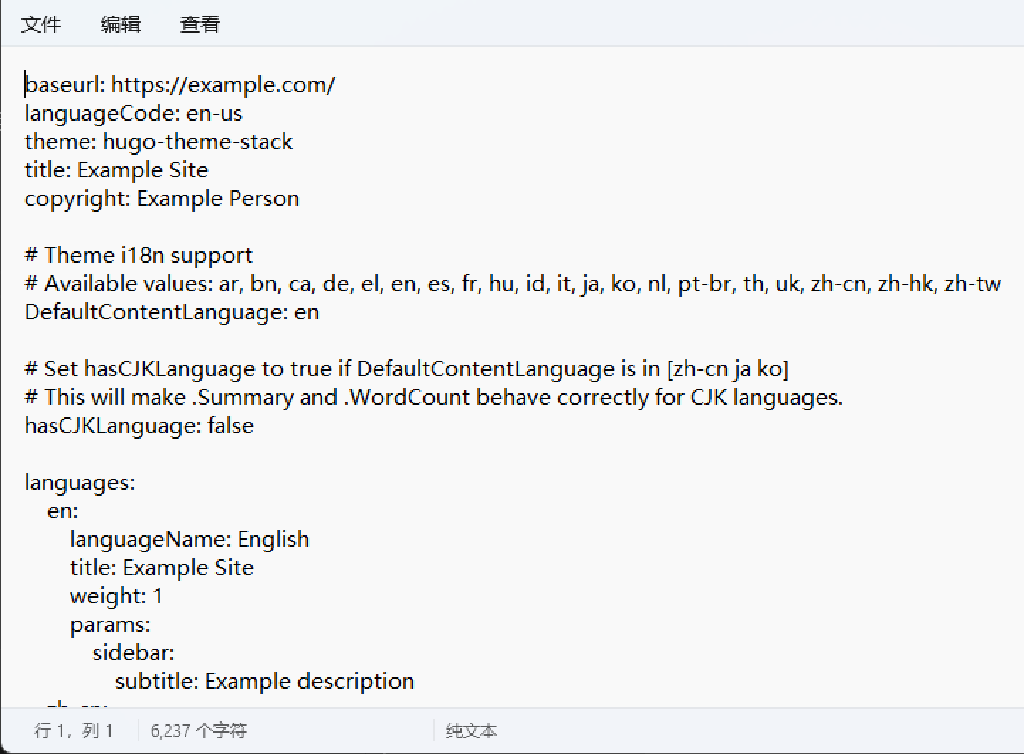 文件 编辑 查看
baseurl: https://example.com/
languageCode: en-us
theme: hugo-theme-stack
title: Example Site
copyright: Example Person
# Theme i18n support
# Available values: ar, bn, ca, de, el, en, es, fr, hu, id, it, ja, ko, nl, pt-br, th, uk, zh-cn, zh-hk, zh-tw
DefaultContentLanguage: en
# Set hasCJKLanguage to true if DefaultContentLanguage is in [zh-cn ja ko]
# This will make .Summary and .WordCount behave correctly for CJK languages.
hasCJKLanguage: false
languages:
en:
languageName: English
title: Example Site
weight: 1
params:
sidebar:
subtitle: Example description
行 1，列 1 6,237 个字符 纯文本